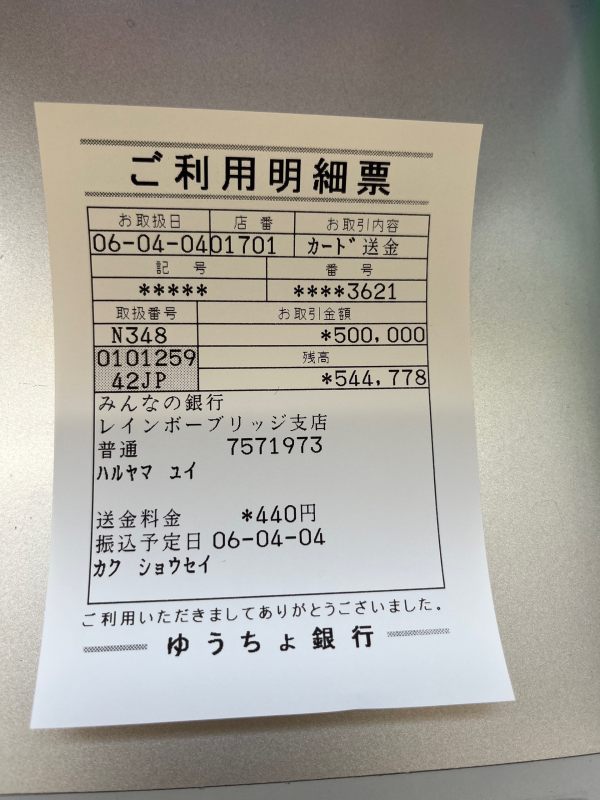 ご利用明細票
お取扱日 店番 お取引内容
06-04-04 01701 カード送金
記号 番号
***** ****3621
取扱番号 お取引金額
N348 *500,000
0101259 残高
42JP *544,778
みんなの銀行
レインボーブリッジ支店
普通 7571973
ハルヤマ ユイ
送金料金 *440円
振込予定日 06-04-04
カク ショウセイ
ご利用いただきましてありがとうございました。
ゆうちょ銀行